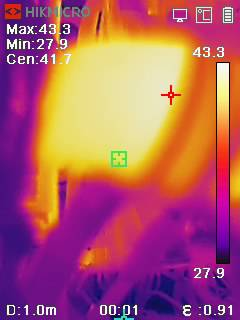 HIKMICRO
Max:43.3
Min:27.9
Cen:41.7
43.3
27.9
D:1.0m 00:01 ε:0.91